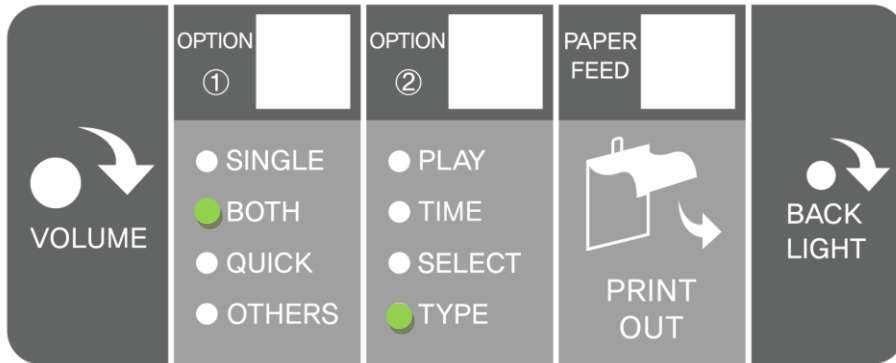 VOLUME
OPTION
①
SINGLE
BOTH
QUICK
OTHERS
OPTION
②
PLAY
TIME
SELECT
TYPE
PAPER
FEED
PRINT
OUT
BACK
LIGHT